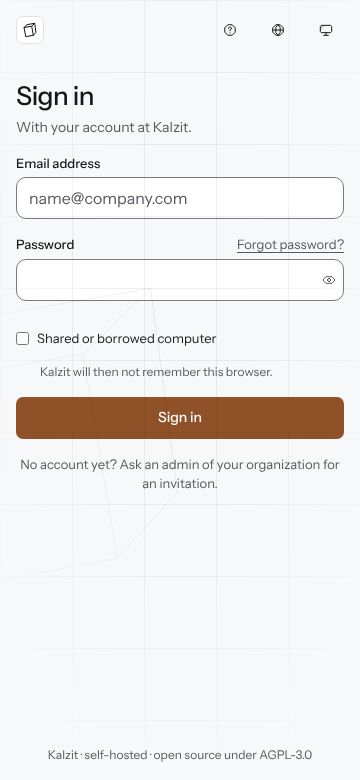 Sign in
With your account at Kalzit.
Email address
name@company.com
Password
Forgot password?
Shared or borrowed computer
Kalzit will then not remember this browser.
Sign in
No account yet? Ask an admin of your organization for
an invitation.
Kalzit · self-hosted · open source under AGPL-3.0